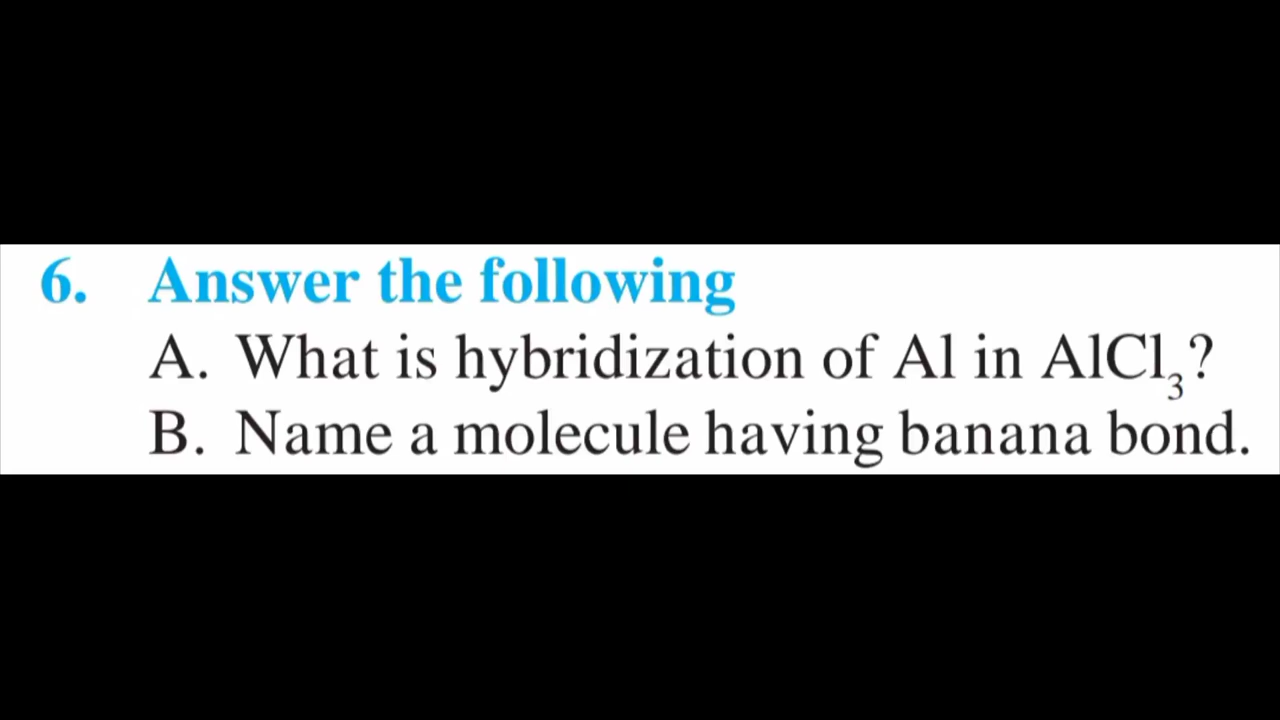 6. Answer the following
A. What is hybridization of Al in AlCl₃?
B. Name a molecule having banana bond.